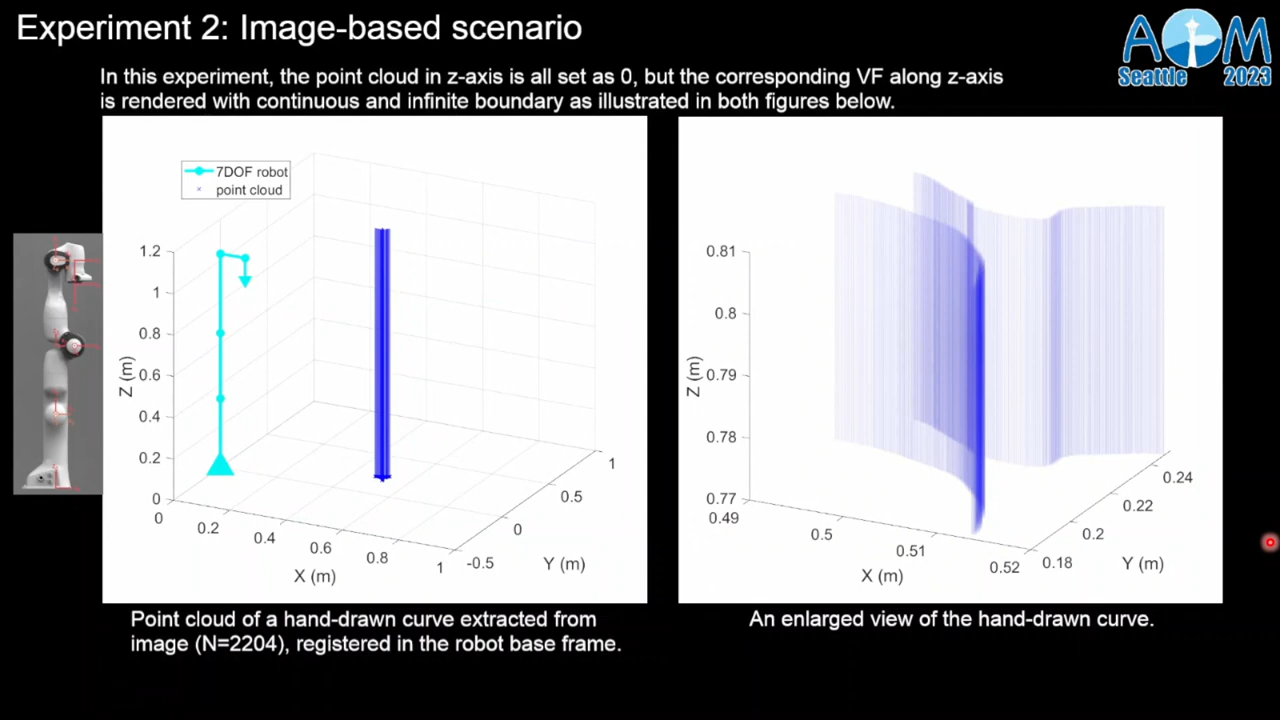 Experiment 2: Image-based scenario
AIM
Seattle 2023
In this experiment, the point cloud in z-axis is all set as 0, but the corresponding VF along z-axis
is rendered with continuous and infinite boundary as illustrated in both figures below.
7DOF robot
point cloud
1.2
1
0.8
0.6
0.4
0.2
0
Z (m)
0
0.2
0.4
0.6
0.8
1
X (m)
-0.5
0
0.5
1
Y (m)
0.81
0.8
0.79
0.78
0.77
Z (m)
0.49
0.5
0.51
0.52
X (m)
0.18
0.2
0.22
0.24
Y (m)
Point cloud of a hand-drawn curve extracted from
image (N=2204), registered in the robot base frame.
An enlarged view of the hand-drawn curve.